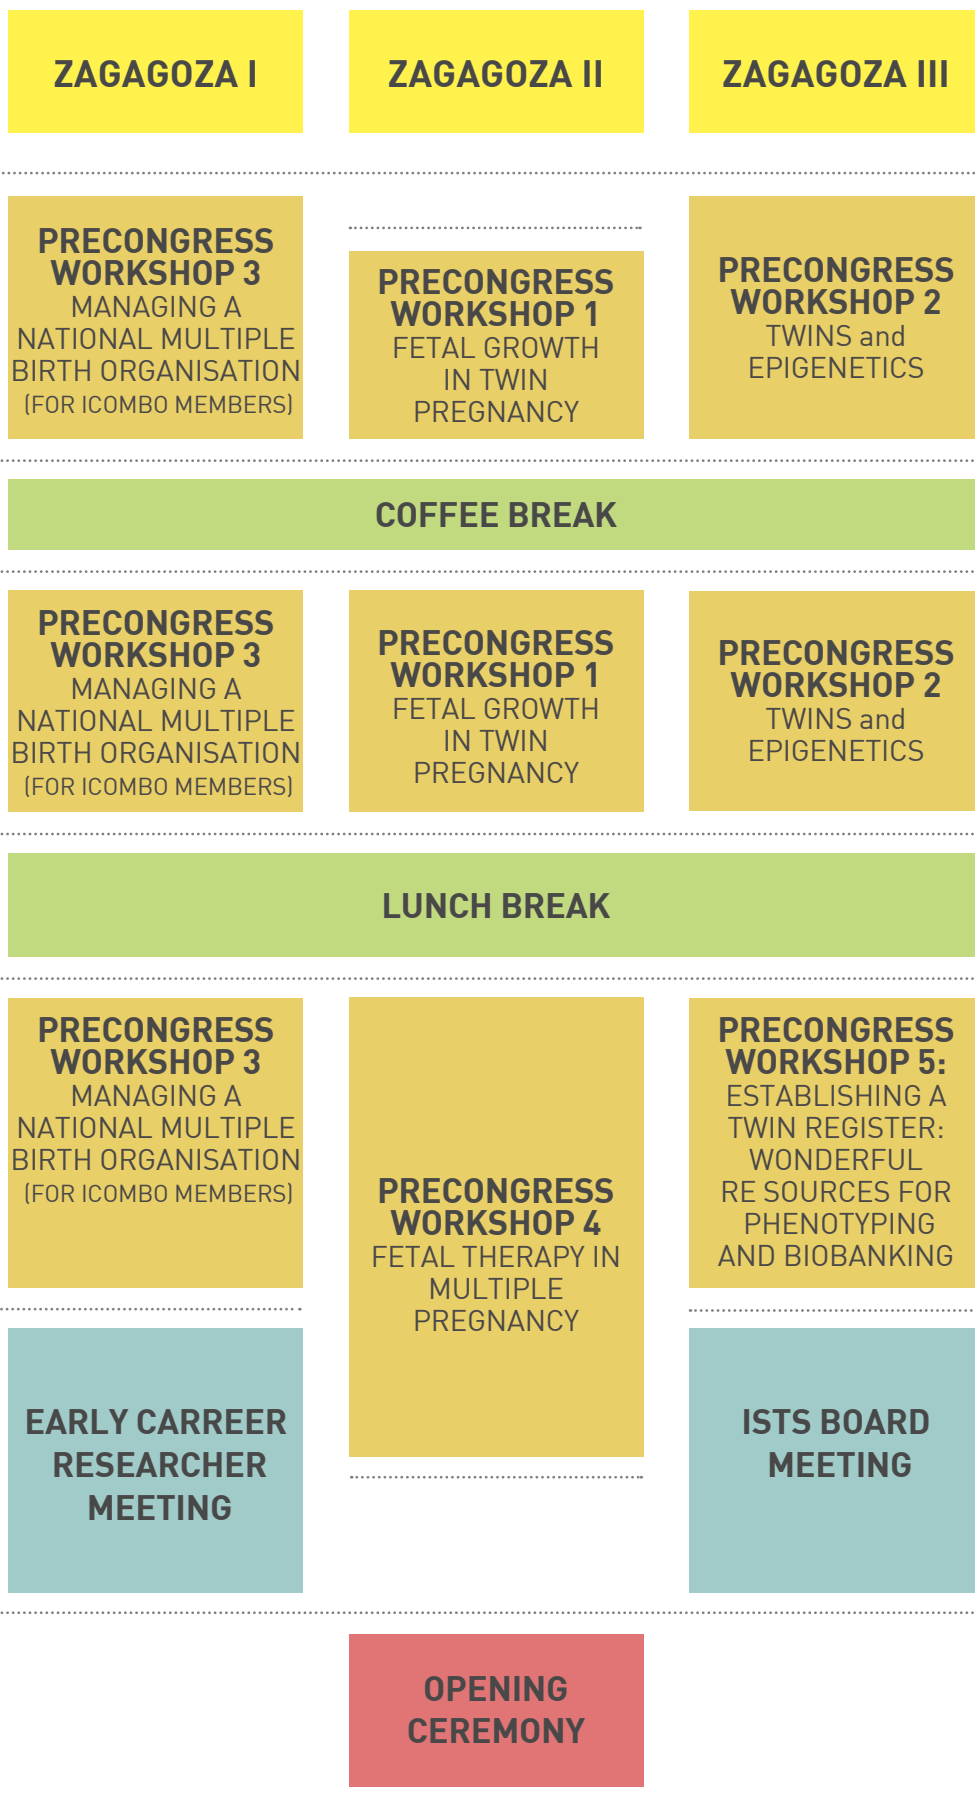 ZAGAGOZA I
ZAGAGOZA II
ZAGAGOZA III
PRECONGRESS
WORKSHOP 3
MANAGING A
NATIONAL MULTIPLE
BIRTH ORGANISATION
(FOR ICOMBO MEMBERS)
PRECONGRESS
WORKSHOP 1
FETAL GROWTH
IN TWIN
PREGNANCY
PRECONGRESS
WORKSHOP 2
TWINS and
EPIGENETICS
COFFEE BREAK
PRECONGRESS
WORKSHOP 3
MANAGING A
NATIONAL MULTIPLE
BIRTH ORGANISATION
(FOR ICOMBO MEMBERS)
PRECONGRESS
WORKSHOP 1
FETAL GROWTH
IN TWIN
PREGNANCY
PRECONGRESS
WORKSHOP 2
TWINS and
EPIGENETICS
LUNCH BREAK
PRECONGRESS
WORKSHOP 3
MANAGING A
NATIONAL MULTIPLE
BIRTH ORGANISATION
(FOR ICOMBO MEMBERS)
PRECONGRESS
WORKSHOP 4
FETAL THERAPY IN
MULTIPLE
PREGNANCY
PRECONGRESS
WORKSHOP 5:
ESTABLISHING A
TWIN REGISTER:
WONDERFUL
RE SOURCES FOR
PHENOTYPING
AND BIOBANKING
EARLY CARREER
RESEARCHER
MEETING
ISTS BOARD
MEETING
OPENING
CEREMONY